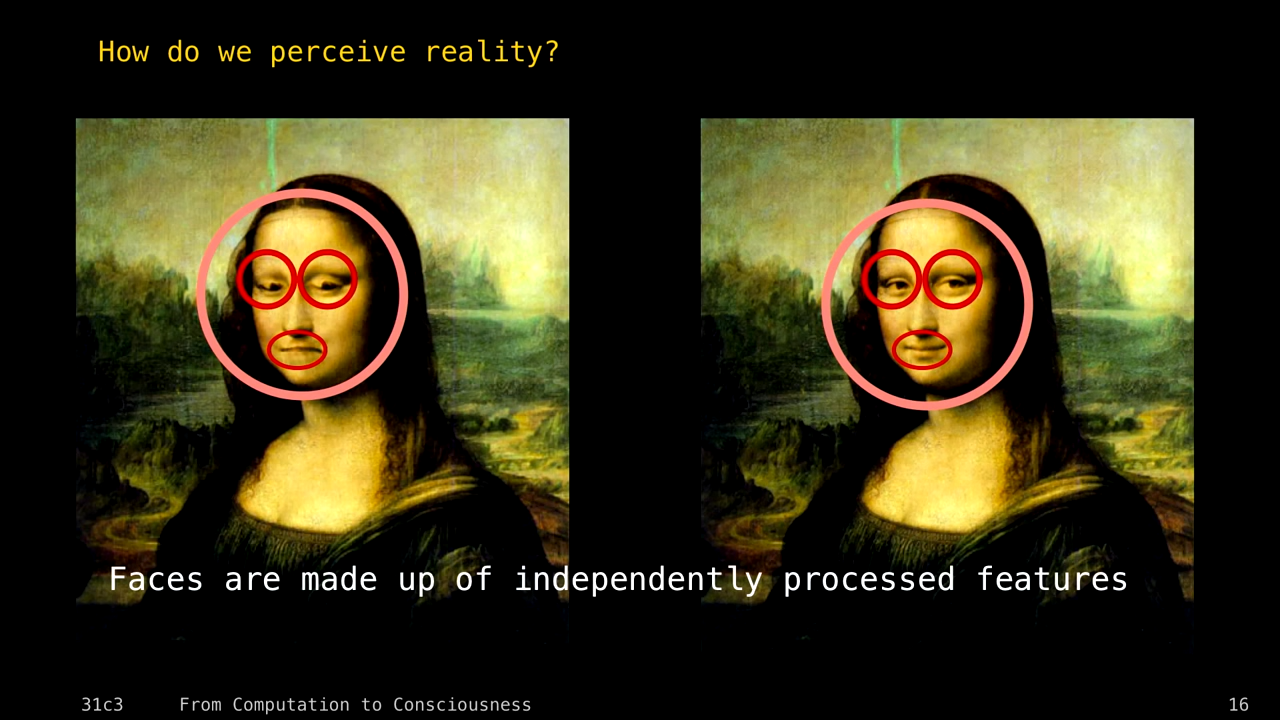 How do we perceive reality?
Faces are made up of independently processed features
31c3 From Computation to Consciousness 16